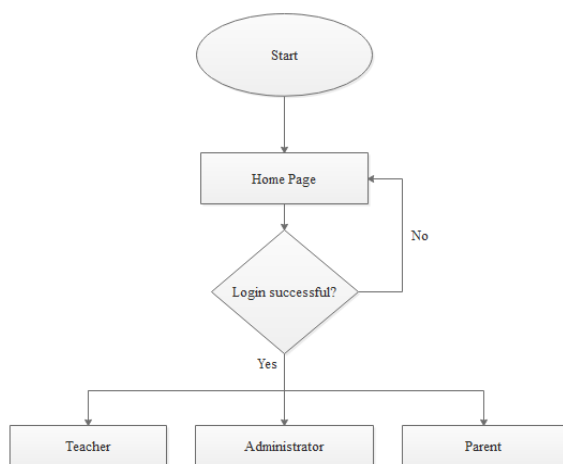 Start
Home Page
No
Login successful?
Yes
Teacher
Administrator
Parent